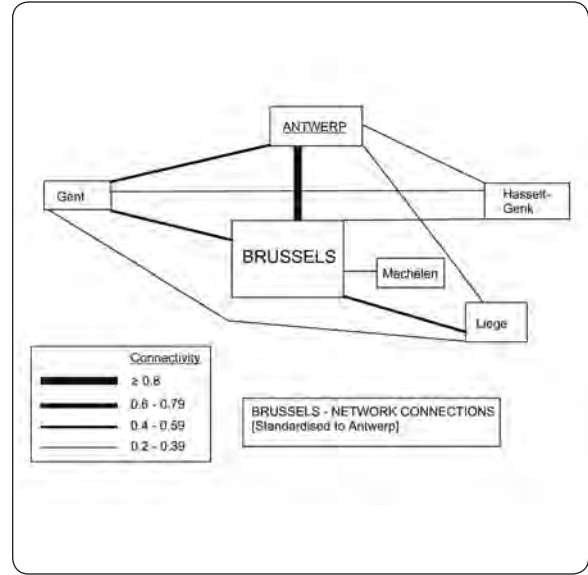 ANTWERP
Gent
Hasselt-
Genk
BRUSSELS
Mechelen
Liege
Connectivity
≥ 0.8
0.6 - 0.79
0.4 - 0.59
0.2 - 0.39
BRUSSELS - NETWORK CONNECTIONS
[Standardised to Antwerp]